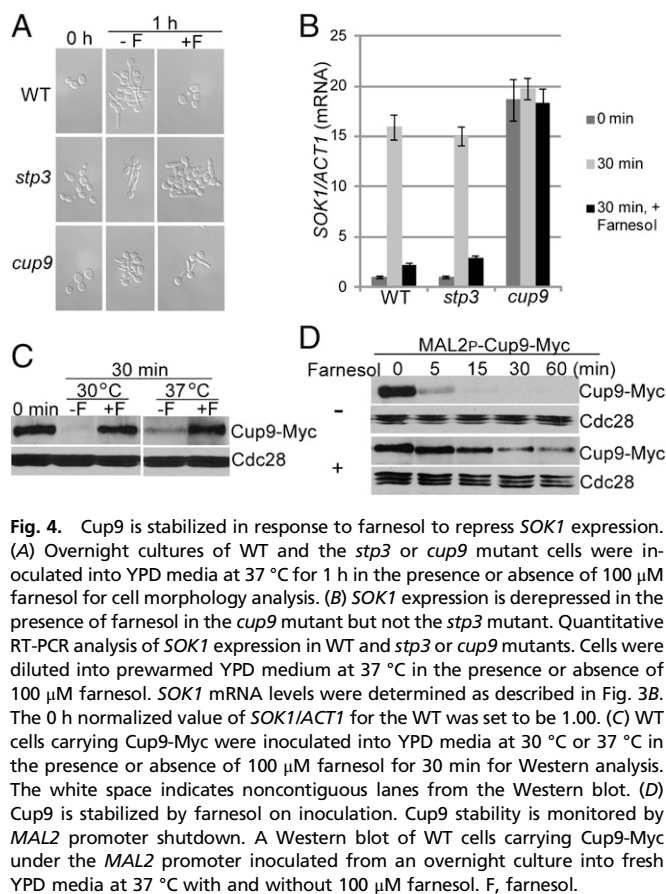 A
1 h
0 h - F +F
WT
stp3
cup9
B
SOK1/ACT1 (mRNA)
25
20
15
10
5
0
WT stp3 cup9
0 min
30 min
30 min, +
Farnesol
C
30 min
30°C 37°C
0 min -F +F -F +F
Cup9-Myc
Cdc28
D
MAL2P-Cup9-Myc
Farnesol 0 5 15 30 60 (min)
Cup9-Myc
-
Cdc28
Cup9-Myc
+
Cdc28
Fig. 4. Cup9 is stabilized in response to farnesol to repress SOK1 expression.
(A) Overnight cultures of WT and the stp3 or cup9 mutant cells were in-
oculated into YPD media at 37 °C for 1 h in the presence or absence of 100 μM
farnesol for cell morphology analysis. (B) SOK1 expression is derepressed in the
presence of farnesol in the cup9 mutant but not the stp3 mutant. Quantitative
RT-PCR analysis of SOK1 expression in WT and stp3 or cup9 mutants. Cells were
diluted into prewarmed YPD medium at 37 °C in the presence or absence of
100 μM farnesol. SOK1 mRNA levels were determined as described in Fig. 3B.
The 0 h normalized value of SOK1/ACT1 for the WT was set to be 1.00. (C) WT
cells carrying Cup9-Myc were inoculated into YPD media at 30 °C or 37 °C in
the presence or absence of 100 μM farnesol for 30 min for Western analysis.
The white space indicates noncontiguous lanes from the Western blot. (D)
Cup9 is stabilized by farnesol on inoculation. Cup9 stability is monitored by
MAL2 promoter shutdown. A Western blot of WT cells carrying Cup9-Myc
under the MAL2 promoter inoculated from an overnight culture into fresh
YPD media at 37 °C with and without 100 μM farnesol. F, farnesol.